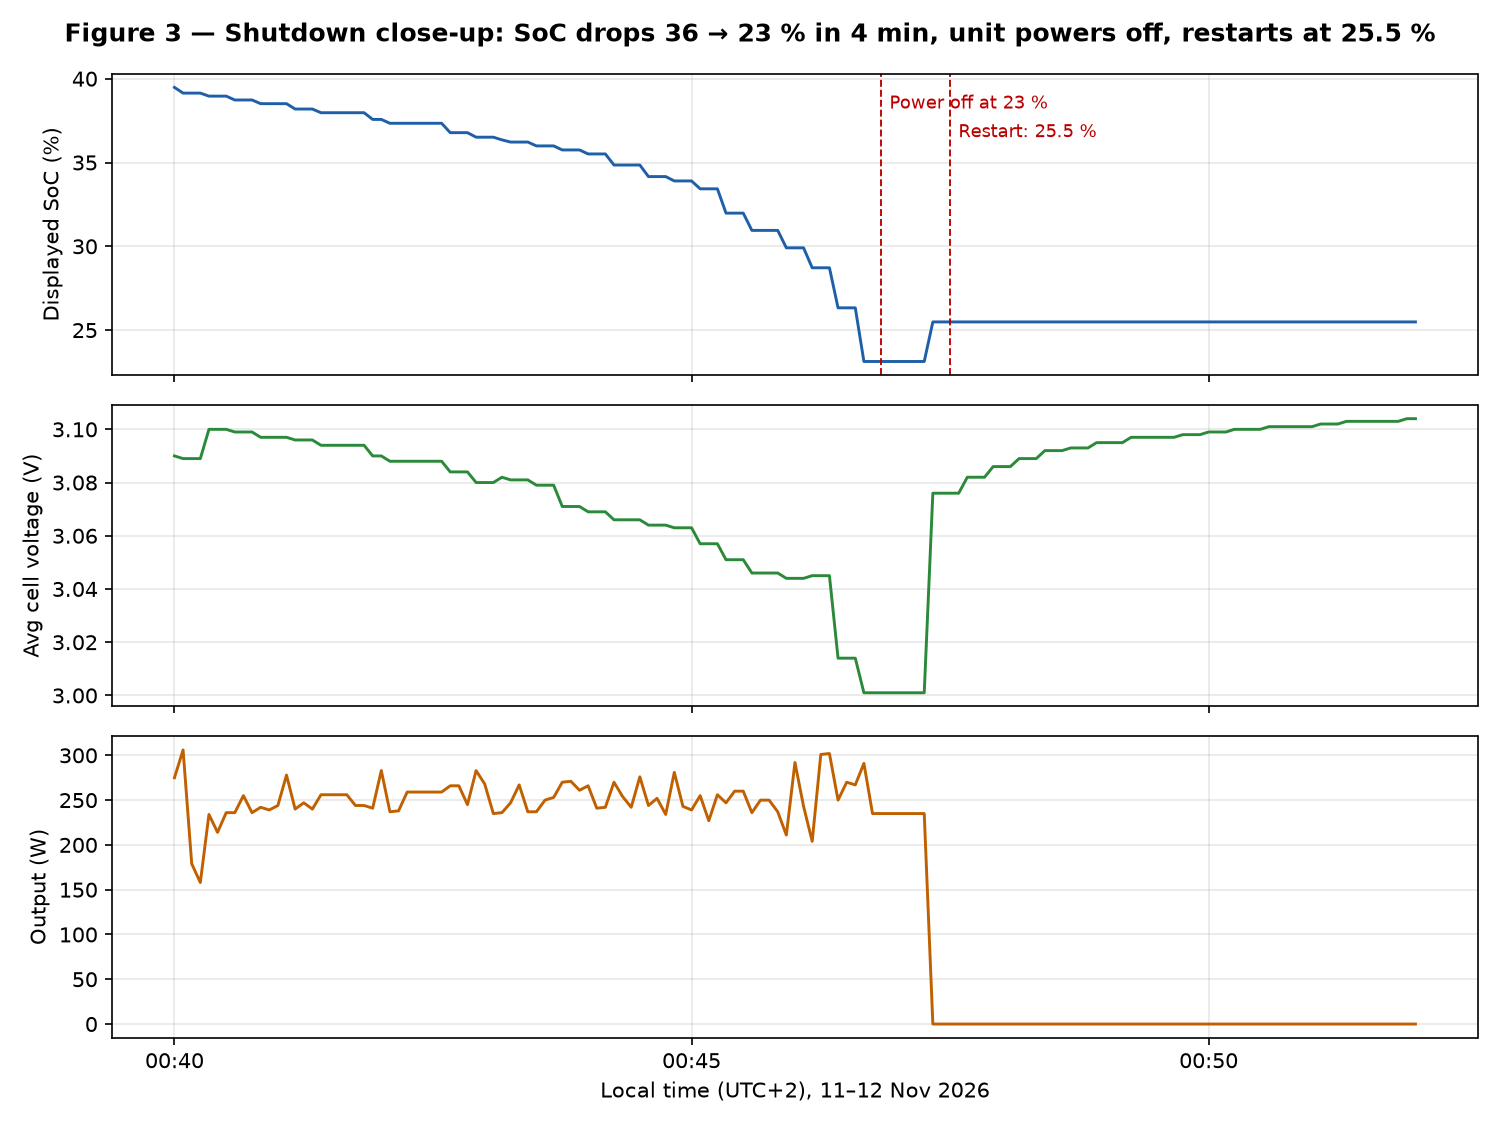 Figure 3 — Shutdown close-up: SoC drops 36 → 23 % in 4 min, unit powers off, restarts at 25.5 %
Displayed SoC (%)
40
35
30
25
Power off at 23 %
Restart: 25.5 %
Avg cell voltage (V)
3.10
3.08
3.06
3.04
3.02
3.00
Output (W)
300
250
200
150
100
50
0
00:40
00:45
00:50
Local time (UTC+2), 11–12 Nov 2026